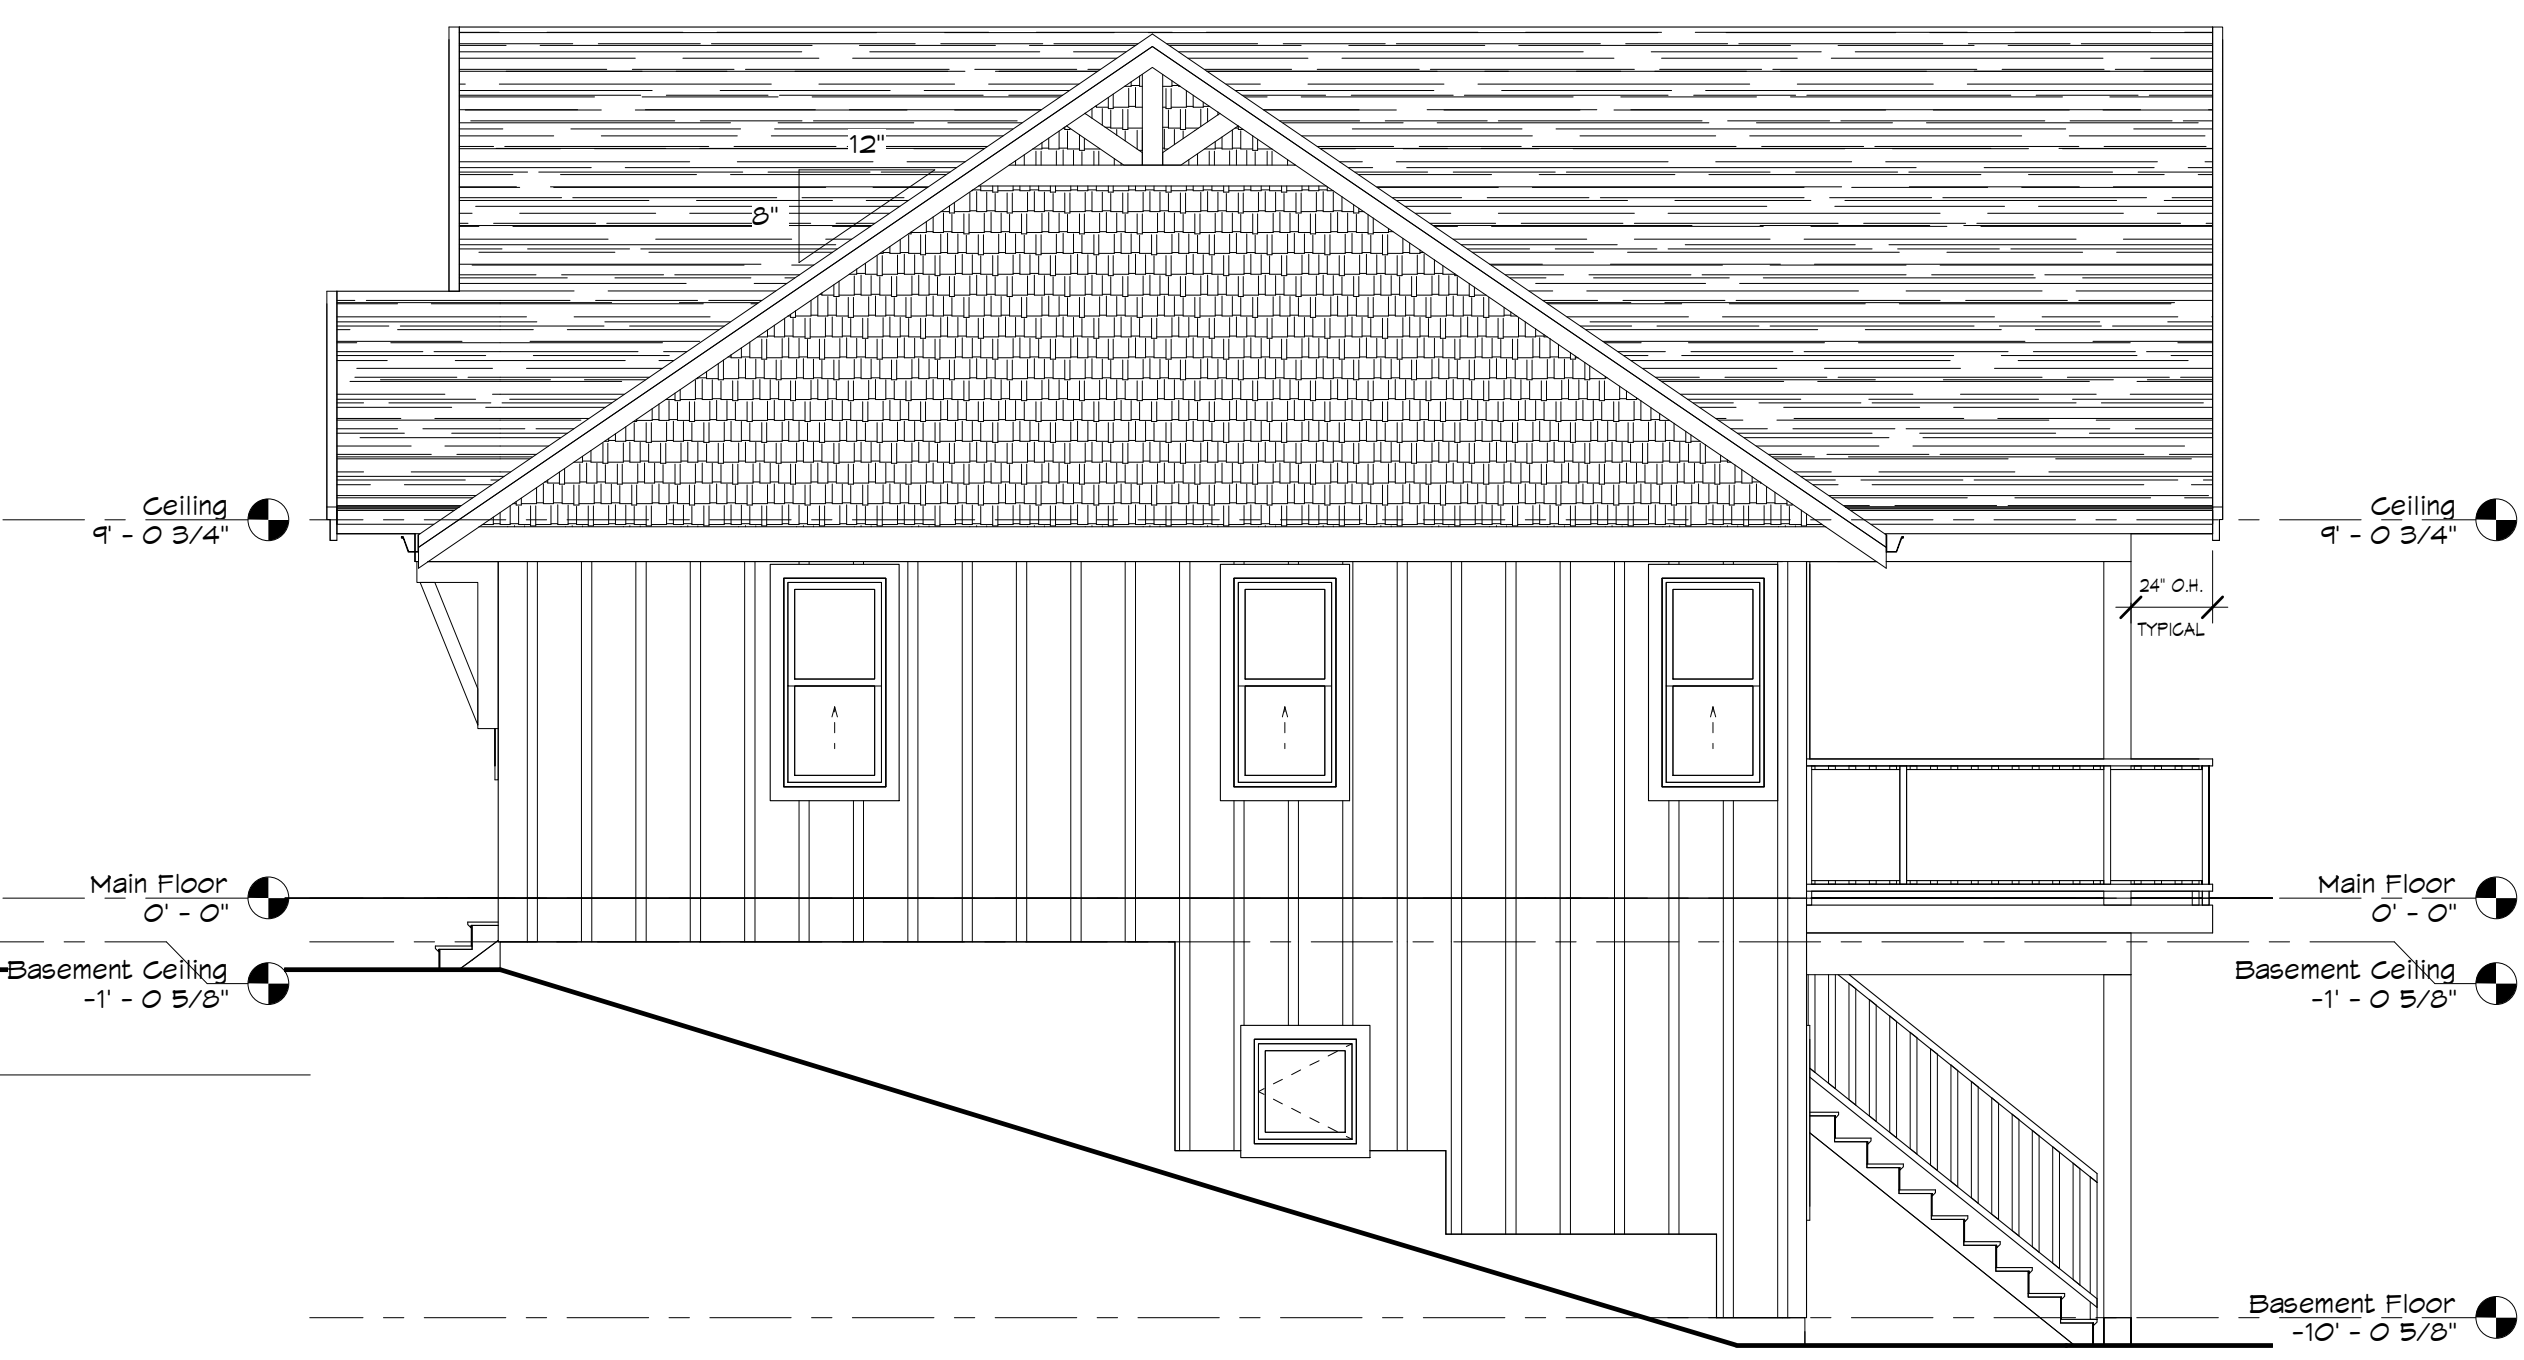 12"
8"
Ceiling
9' - 0 3/4"
Ceiling
9' - 0 3/4"
24" O.H.
TYPICAL
Main Floor
0' - 0"
Main Floor
0' - 0"
Basement Ceiling
-1' - 0 5/8"
Basement Ceiling
-1' - 0 5/8"
Basement Floor
-10' - 0 5/8"